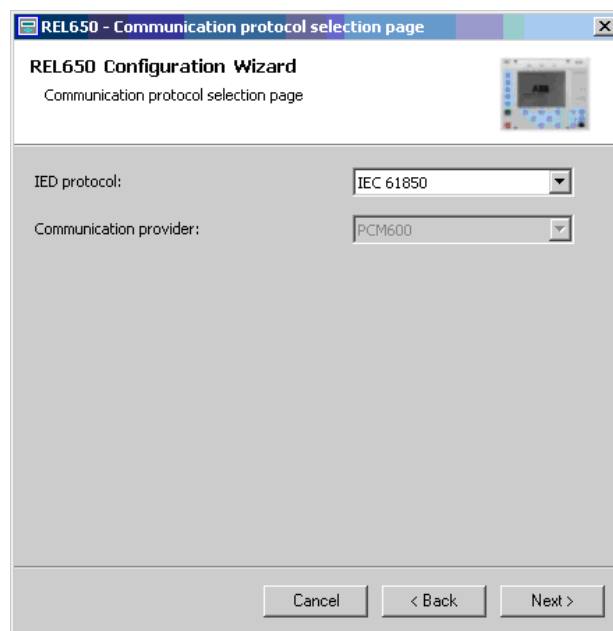 REL650 - Communication protocol selection page
REL650 Configuration Wizard
Communication protocol selection page
ABB
IED protocol:
IEC 61850
Communication provider:
PCM600
Cancel
< Back
Next >